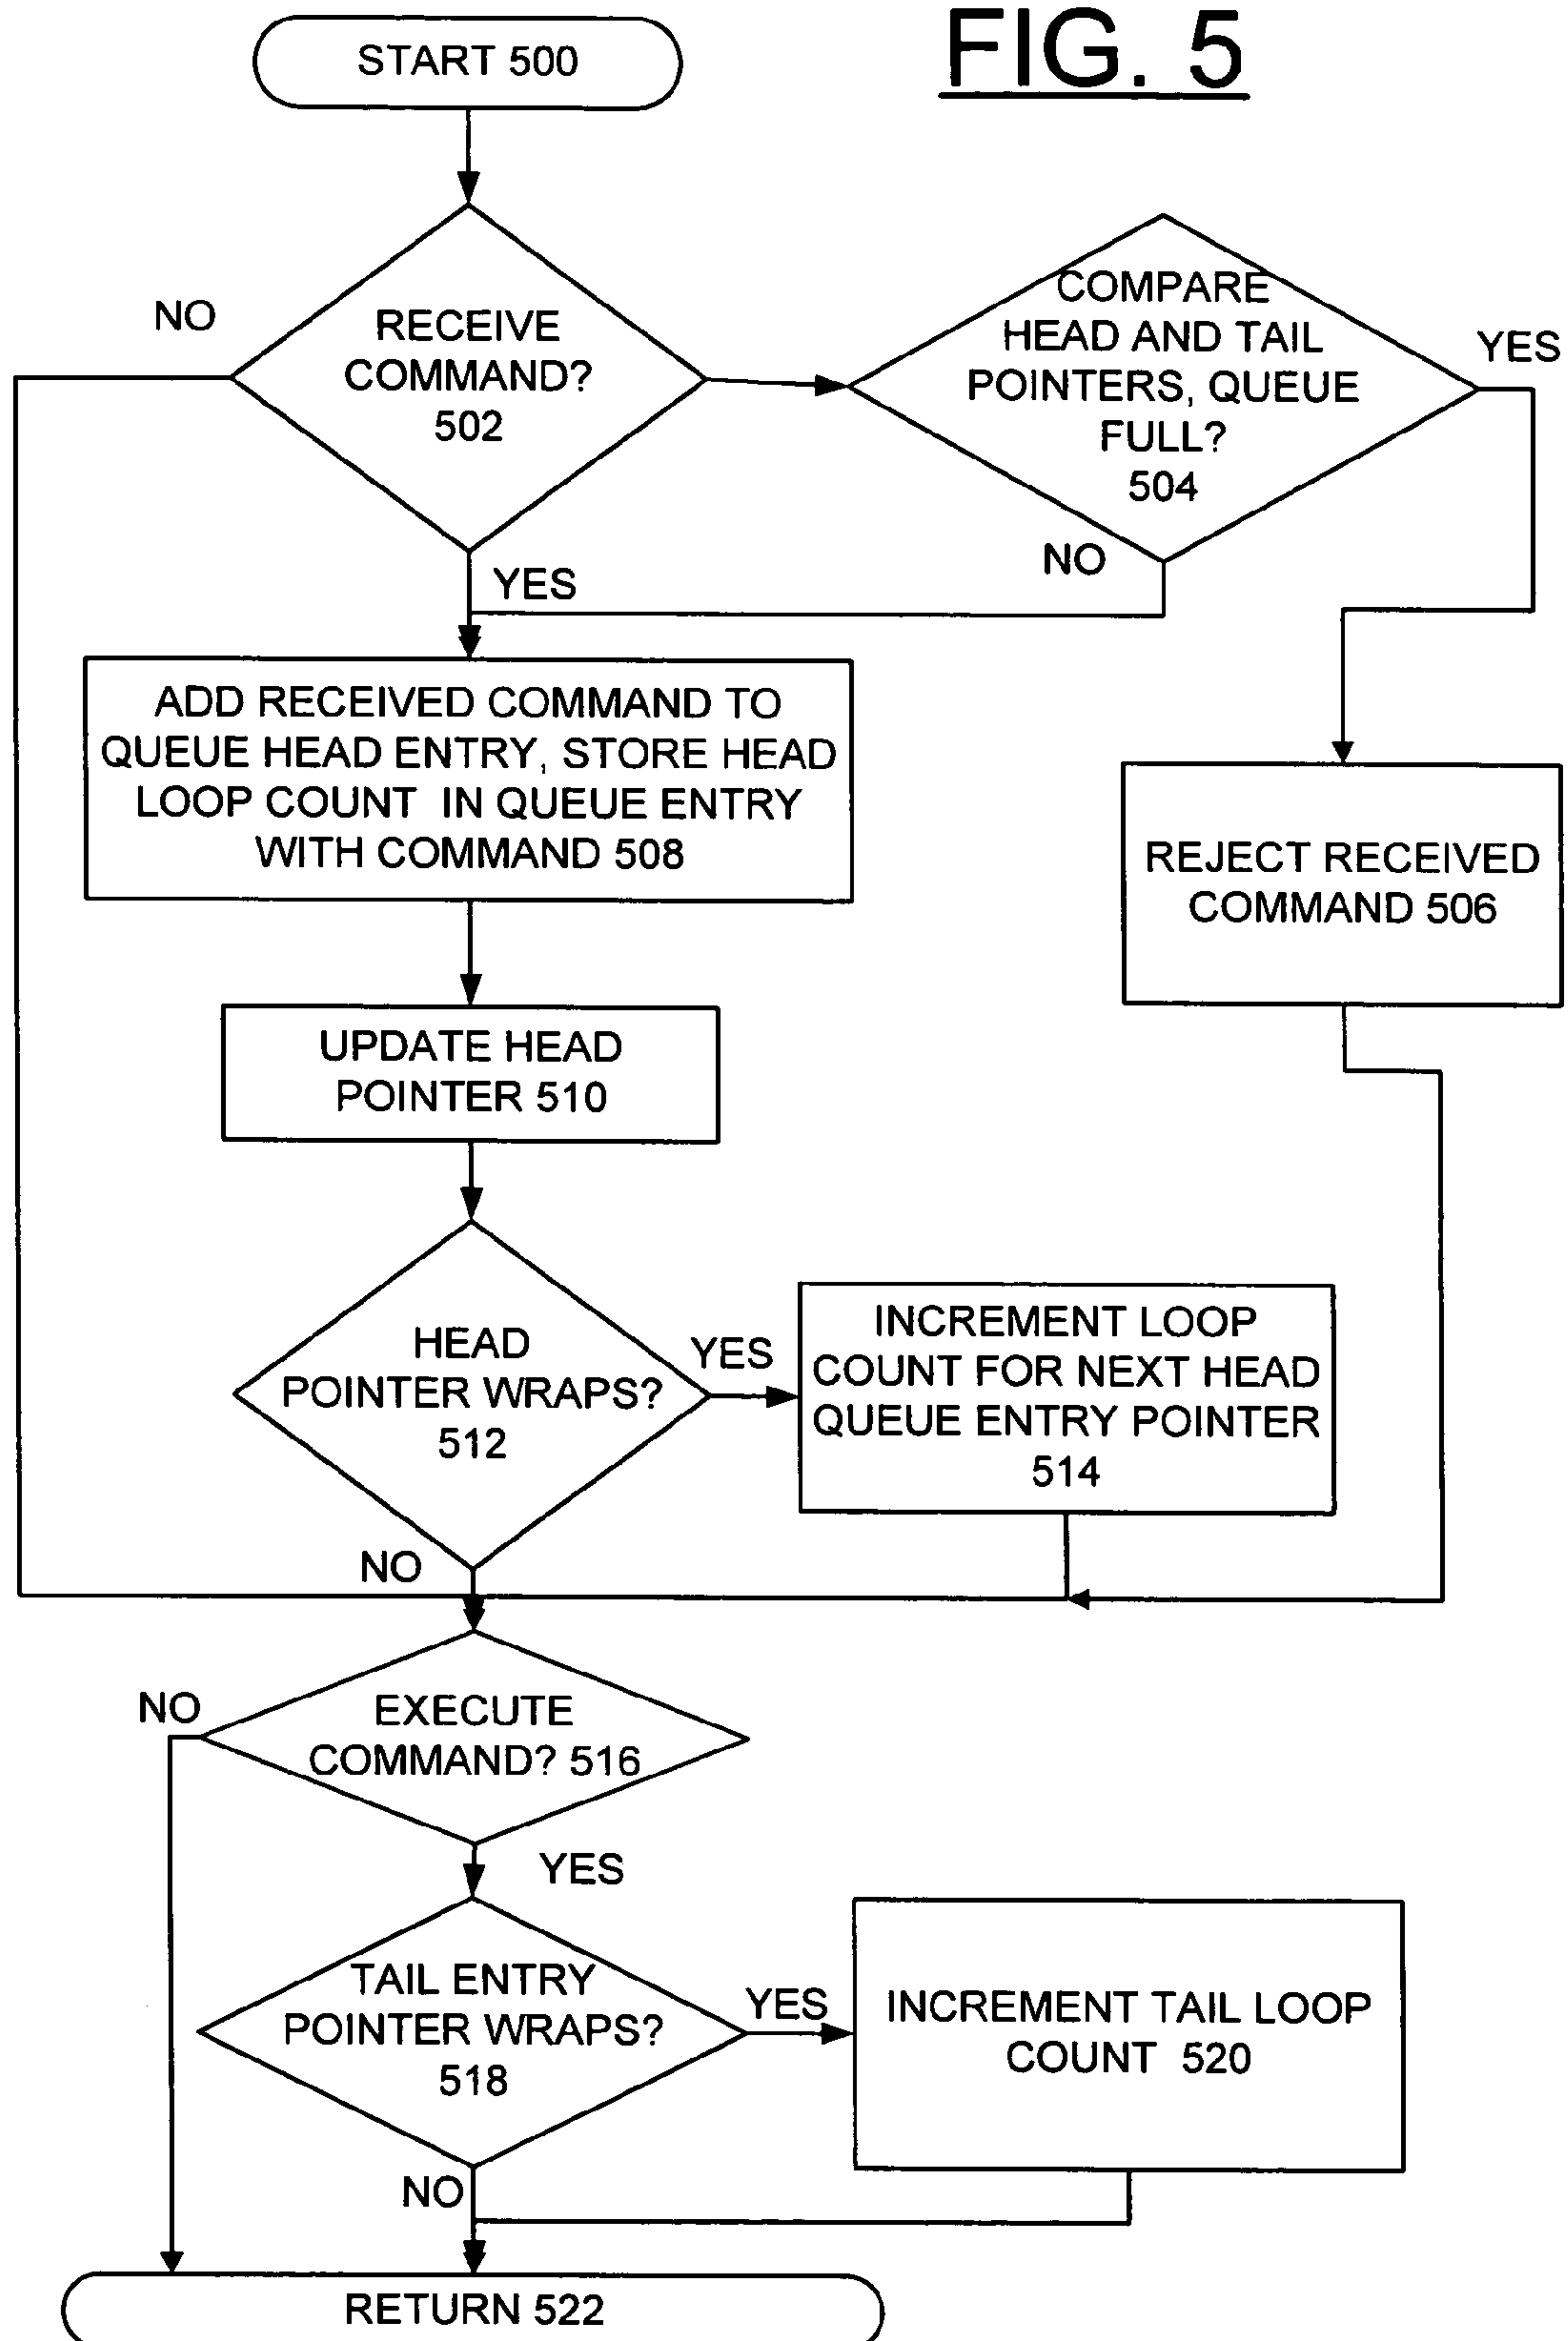 FIG. 5
START 500
NO
RECEIVE
COMMAND?
502
YES
COMPARE
HEAD AND TAIL
POINTERS, QUEUE
FULL?
504
YES
NO
ADD RECEIVED COMMAND TO
QUEUE HEAD ENTRY, STORE HEAD
LOOP COUNT IN QUEUE ENTRY
WITH COMMAND 508
REJECT RECEIVED
COMMAND 506
UPDATE HEAD
POINTER 510
HEAD
POINTER WRAPS?
512
YES
NO
INCREMENT LOOP
COUNT FOR NEXT HEAD
QUEUE ENTRY POINTER
514
NO
EXECUTE
COMMAND? 516
YES
TAIL ENTRY
POINTER WRAPS?
518
YES
NO
INCREMENT TAIL LOOP
COUNT 520
RETURN 522